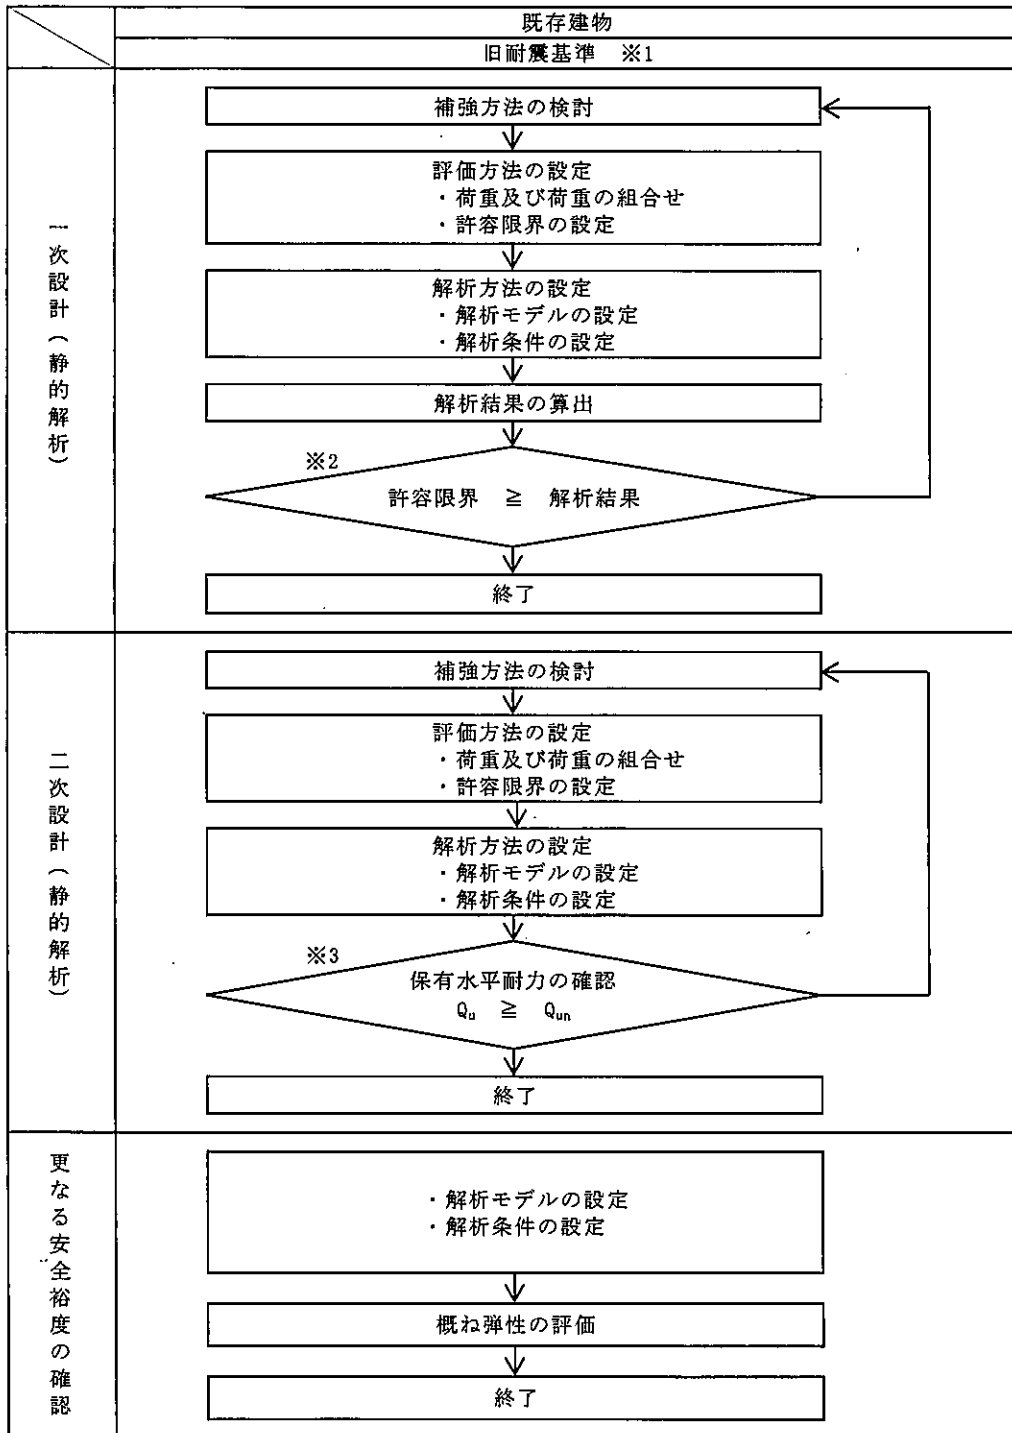 既存建物
旧耐震基準 ※1
一次設計（静的解析）
補強方法の検討
評価方法の設定
・荷重及び荷重の組合せ
・許容限界の設定
解析方法の設定
・解析モデルの設定
・解析条件の設定
解析結果の算出
※2
許容限界 ≧ 解析結果
終了
二次設計（静的解析）
補強方法の検討
評価方法の設定
・荷重及び荷重の組合せ
・許容限界の設定
解析方法の設定
・解析モデルの設定
・解析条件の設定
※3
保有水平耐力の確認
Qu ≧ Qun
終了
更なる安全裕度の確認
・解析モデルの設定
・解析条件の設定
概ね弾性の評価
終了